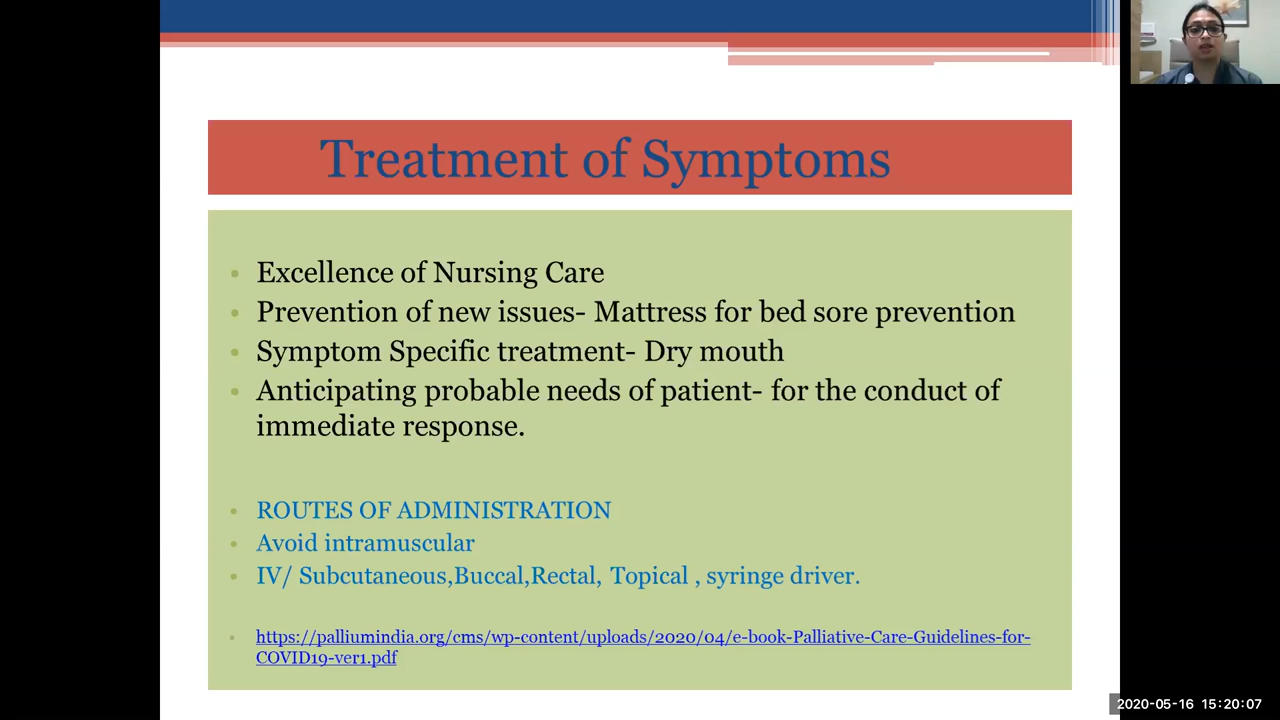 Treatment of Symptoms
• Excellence of Nursing Care
• Prevention of new issues- Mattress for bed sore prevention
• Symptom Specific treatment- Dry mouth
• Anticipating probable needs of patient- for the conduct of
immediate response.
• ROUTES OF ADMINISTRATION
• Avoid intramuscular
• IV/ Subcutaneous,Buccal,Rectal, Topical , syringe driver.
• https://palliumindia.org/cms/wp-content/uploads/2020/04/e-book-Palliative-Care-Guidelines-for-
COVID19-ver1.pdf
2020-05-16 15:20:07